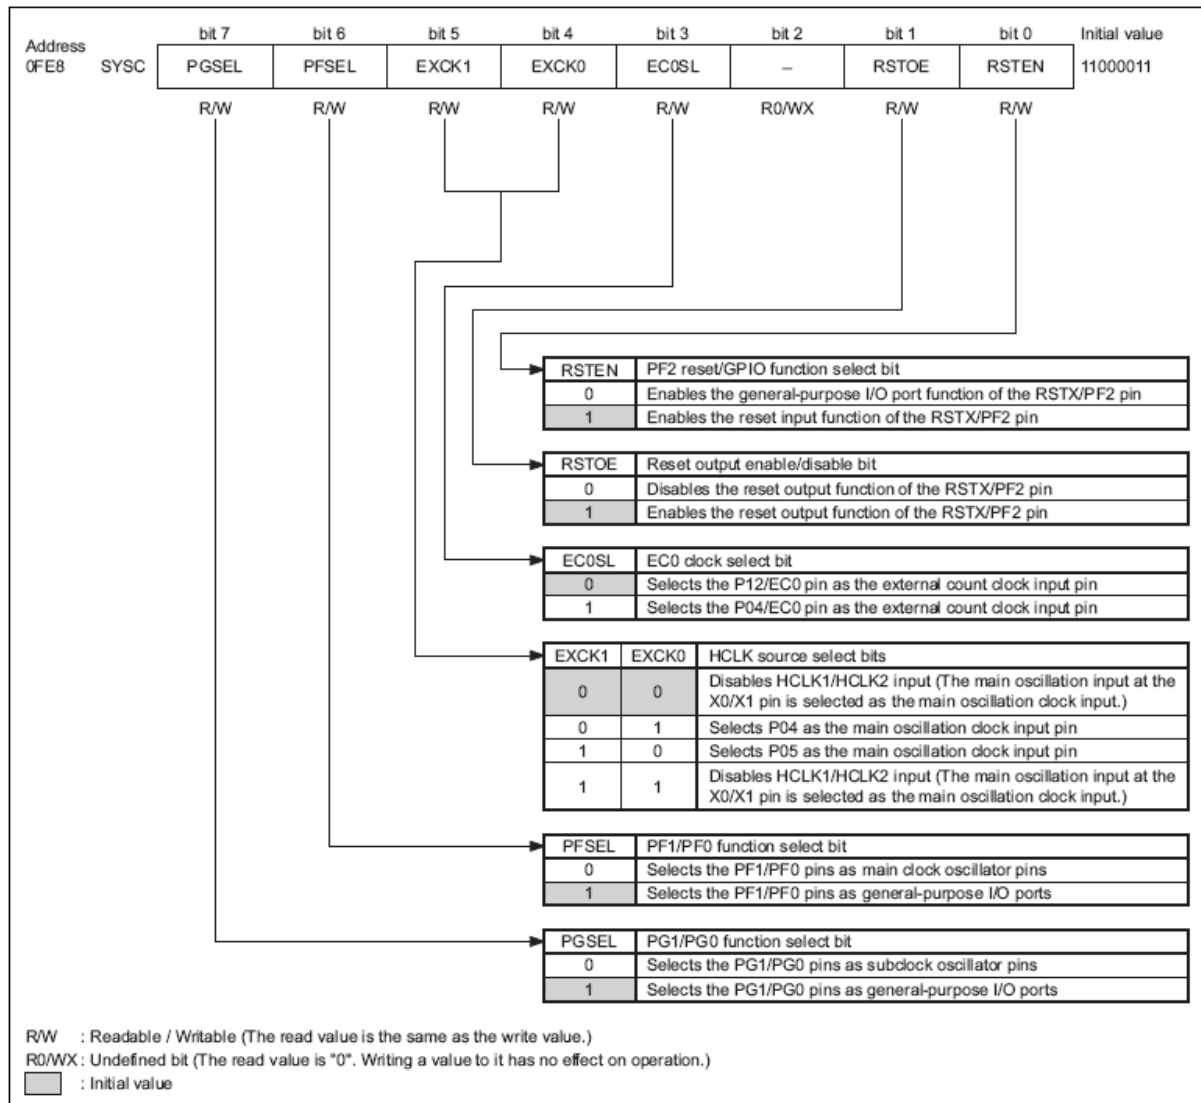 bit 7 bit 6 bit 5 bit 4 bit 3 bit 2 bit 1 bit 0 Initial value
Address
0FE8 SYSC PGSEL PFSEL EXCK1 EXCK0 EC0SL – RSTOE RSTEN 11000011
R/W R/W R/W R/W R/W R0/WX R/W R/W
RSTEN PF2 reset/GPIO function select bit
0 Enables the general-purpose I/O port function of the RSTX/PF2 pin
1 Enables the reset input function of the RSTX/PF2 pin
RSTOE Reset output enable/disable bit
0 Disables the reset output function of the RSTX/PF2 pin
1 Enables the reset output function of the RSTX/PF2 pin
EC0SL EC0 clock select bit
0 Selects the P12/EC0 pin as the external count clock input pin
1 Selects the P04/EC0 pin as the external count clock input pin
EXCK1 EXCK0 HCLK source select bits
0 0 Disables HCLK1/HCLK2 input (The main oscillation input at the
X0/X1 pin is selected as the main oscillation clock input.)
0 1 Selects P04 as the main oscillation clock input pin
1 0 Selects P05 as the main oscillation clock input pin
1 1 Disables HCLK1/HCLK2 input (The main oscillation input at the
X0/X1 pin is selected as the main oscillation clock input.)
PFSEL PF1/PF0 function select bit
0 Selects the PF1/PF0 pins as main clock oscillator pins
1 Selects the PF1/PF0 pins as general-purpose I/O ports
PGSEL PG1/PG0 function select bit
0 Selects the PG1/PG0 pins as subclock oscillator pins
1 Selects the PG1/PG0 pins as general-purpose I/O ports
R/W : Readable / Writable (The read value is the same as the write value.)
R0/WX : Undefined bit (The read value is "0". Writing a value to it has no effect on operation.)
: Initial value